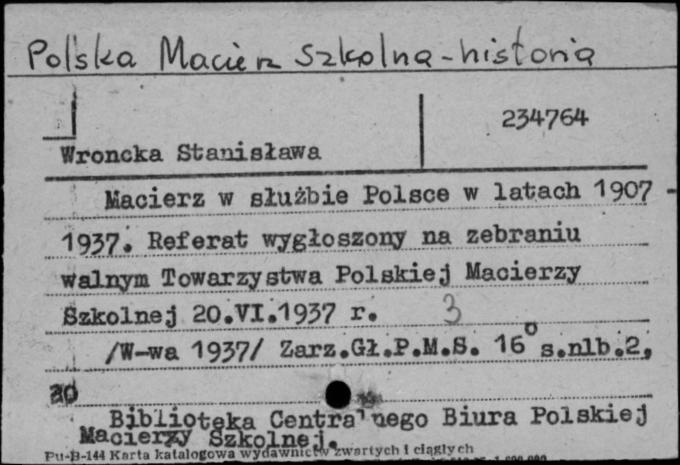 Polska Macierz Szkolna-historia
234764
Wroncka Stanisława
Macierz w służbie Polsce w latach 1907 -
1937. Referat wygłoszony na zebraniu
walnym Towarzystwa Polskiej Macierzy
Szkolnej 20.VI.1937 r. 3
/W-wa 1937/ Zarz.Gł.P.M.S. 16° s.nlb.2,
20
Biblioteka Centralnego Biura Polskiej
Macierzy Szkolnej.
Pu-B-144 Karta katalogowa wydawnictw zwartych i ciągłych